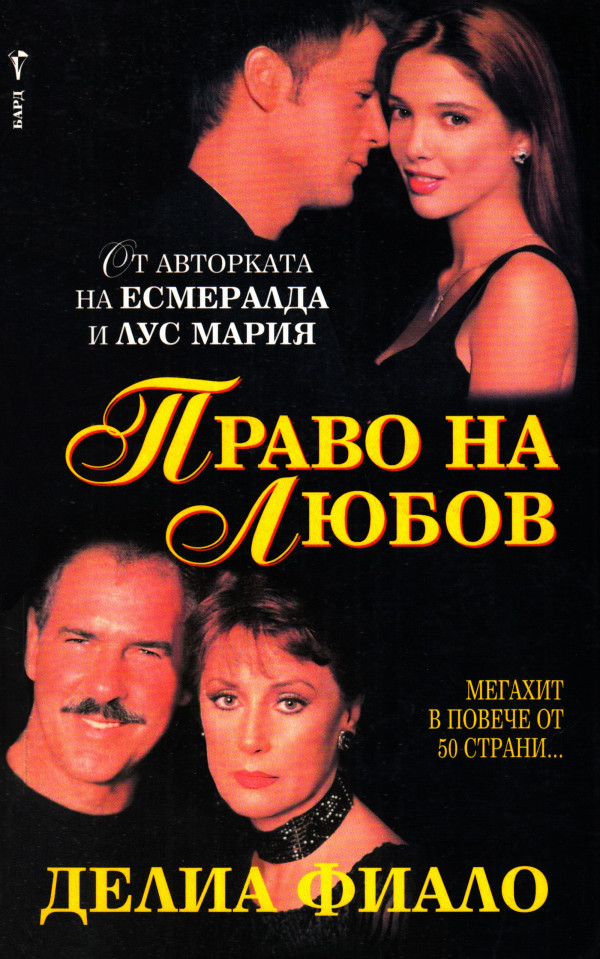 БАРД
От авторката
на ЕСМЕРАЛДА
и ЛУС МАРИЯ
Право на
Любов
МЕГАХИТ
В ПОВЕЧЕ ОТ
50 СТРАНИ...
ДЕЛИА ФИАЛО